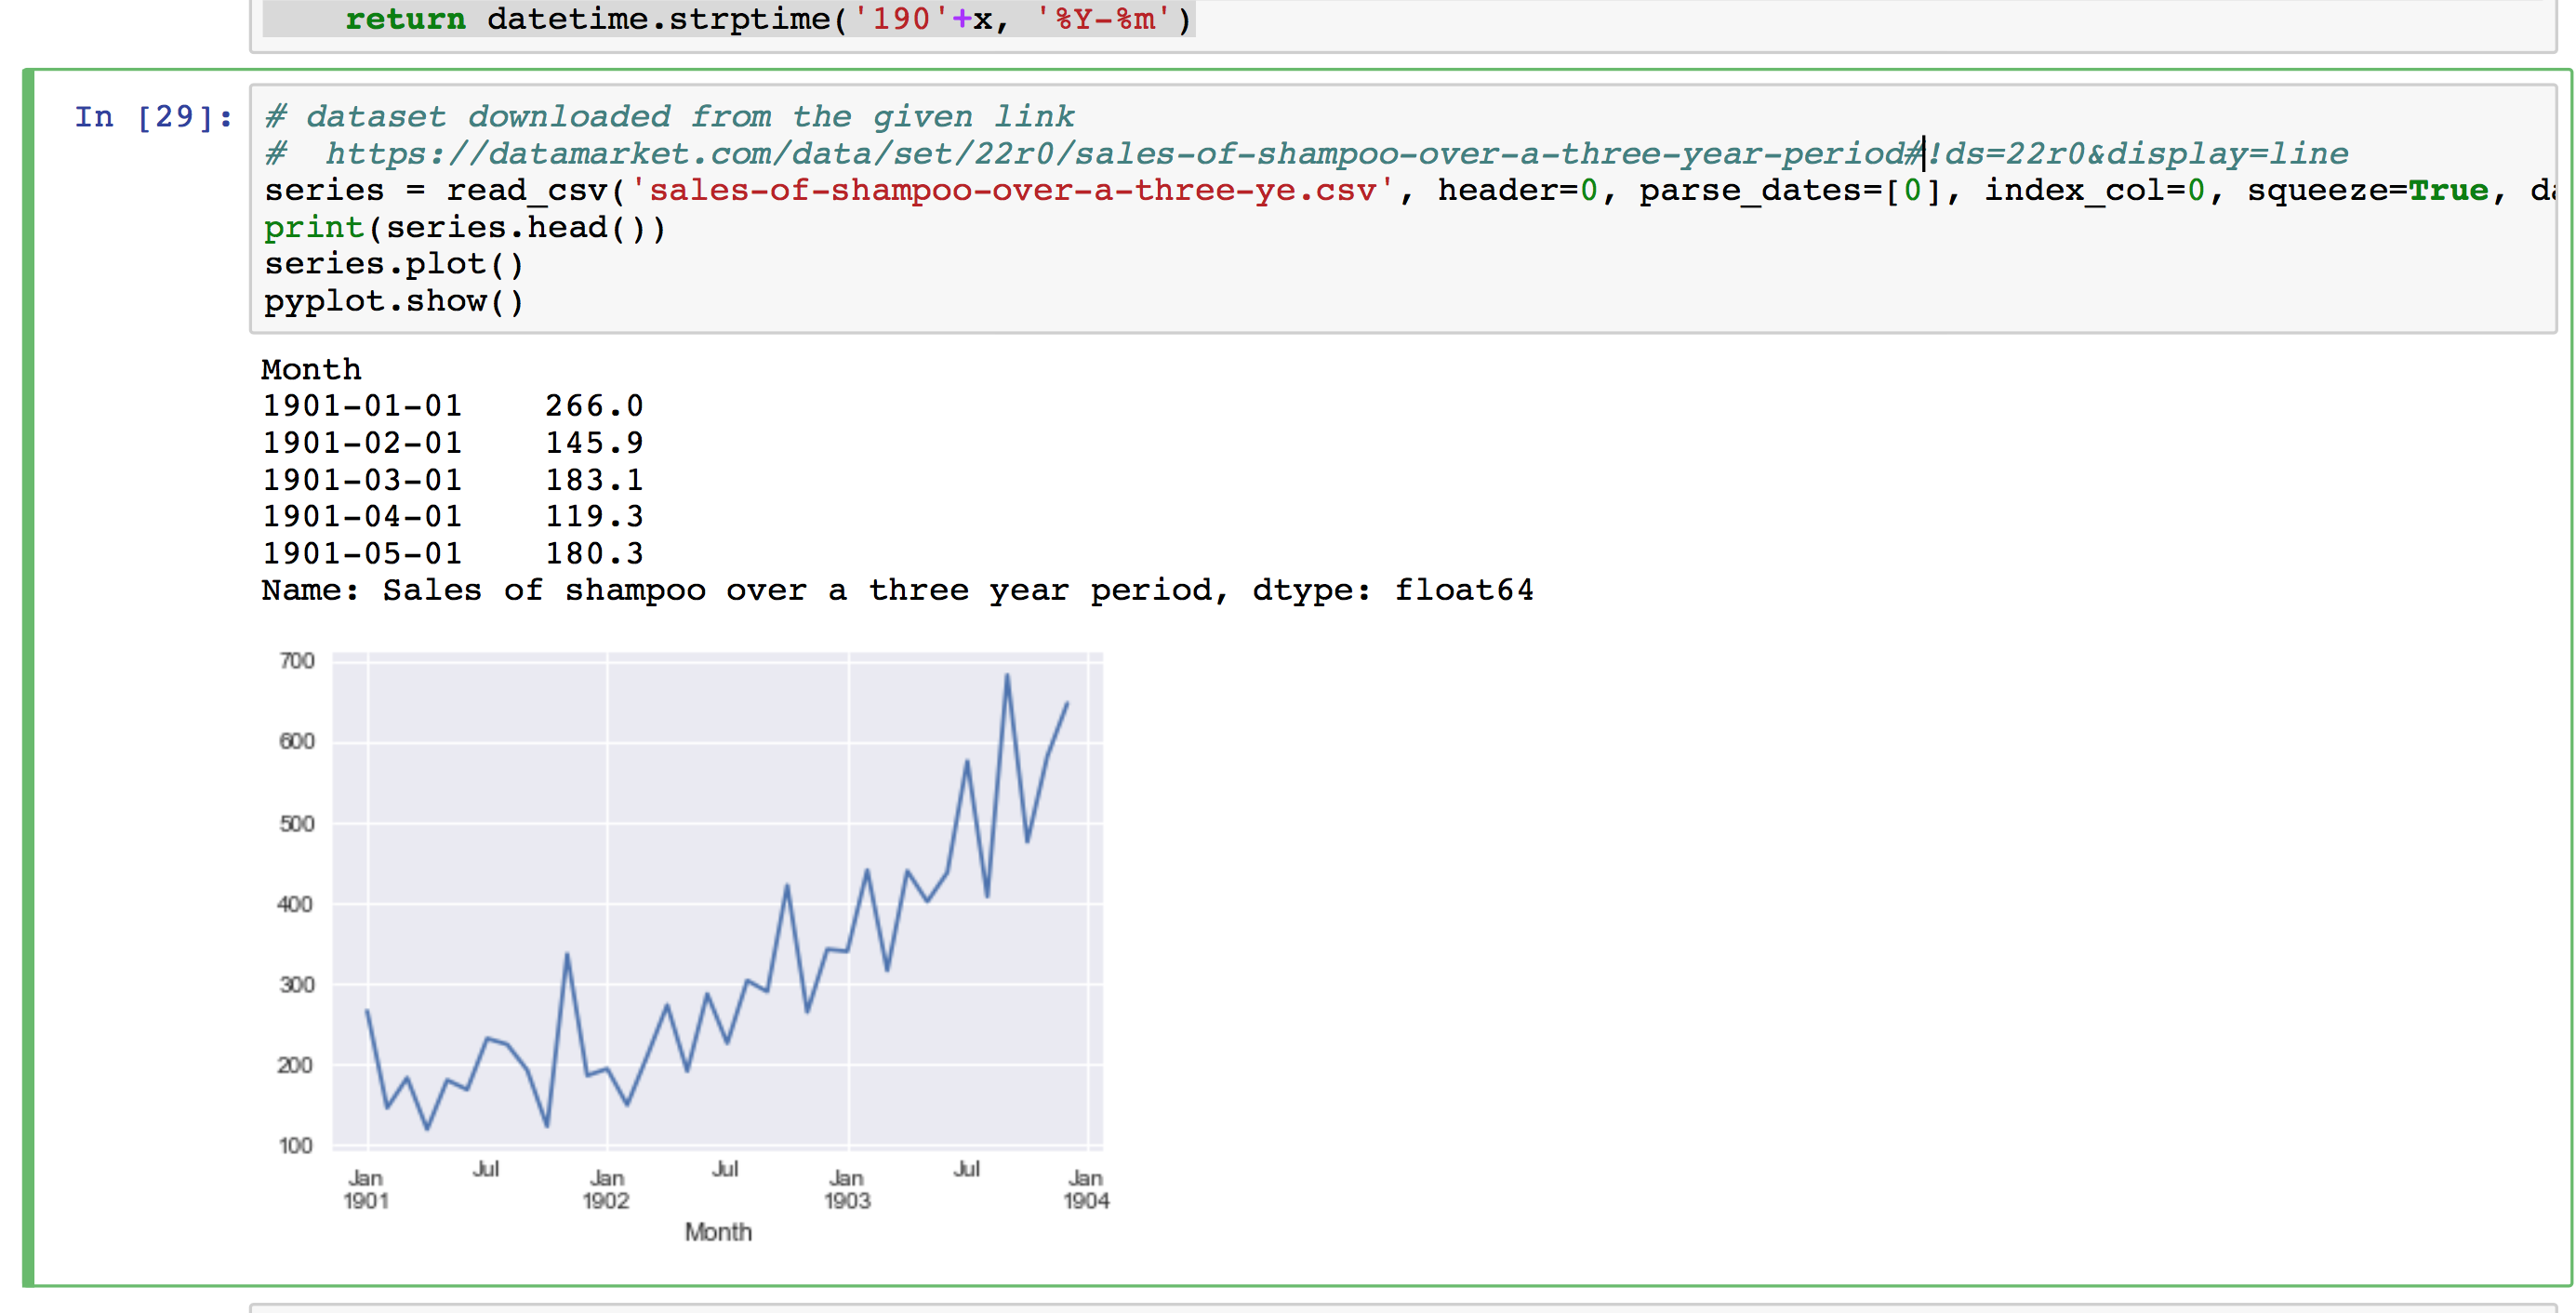 return datetime.strptime('190'+x, '%Y-%m')
In [29]:
# dataset downloaded from the given link
#  https://datamarket.com/data/set/22r0/sales-of-shampoo-over-a-three-year-period#!ds=22r0&display=line
series = read_csv('sales-of-shampoo-over-a-three-ye.csv', header=0, parse_dates=[0], index_col=0, squeeze=True, da
print(series.head())
series.plot()
pyplot.show()
Month
1901-01-01    266.0
1901-02-01    145.9
1901-03-01    183.1
1901-04-01    119.3
1901-05-01    180.3
Name: Sales of shampoo over a three year period, dtype: float64
700
600
500
400
300
200
100
Jan 1901
Jul
Jan 1902
Jul
Jan 1903
Jul
Jan 1904
Month